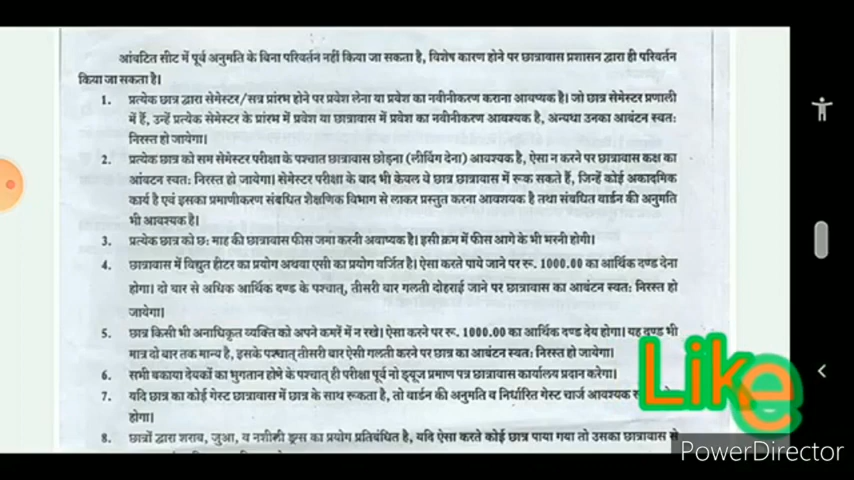 आंवटित सीट में पूर्व अनुमति के बिना परिवर्तन नहीं किया जा सकता है, विशेष कारण होने पर छात्रावास प्रशासन द्वारा ही परिवर्तन
किया जा सकता है।
1. प्रत्येक छात्र द्वारा सेमेस्टर/सत्र प्रांरभ होने पर प्रवेश लेना या प्रवेश का नवीनीकरण कराना आवष्यक है। जो छात्र सेमेस्टर प्रणाली
में हैं, उन्हें प्रत्येक सेमेस्टर के प्रारंभ में प्रवेश या छात्रावास में प्रवेश का नवीनीकरण आवश्यक है, अन्यथा उनका आबंटन स्वत:
निरस्त हो जायेगा।
2. प्रत्येक छात्र को सम सेमेस्टर परीक्षा के पश्चात छात्रावास छोड़ना (लीविंग देना) आवश्यक है, ऐसा न करने पर छात्रावास कक्ष का
आंवटन स्वत: निरस्त हो जायेगा। सेमेस्टर परीक्षा के बाद भी केवल वे छात्र छात्रावास में रूक सकते हैं, जिन्हें कोई अकादमिक
कार्य है एवं इसका प्रमाणीकरण संबधित शैक्षणिक विभाग से लाकर प्रस्तुत करना आवशयक है तथा संबधित वार्डन की अनुमति
भी आवश्यक है।
3. प्रत्येक छात्र को छ: माह की छात्रावास फीस जमा करनी अवाष्यक है। इसी क्रम में फीस आगे के भी भरनी होगी।
4. छात्रावास में विद्युत हीटर का प्रयोग अथवा एसी का प्रयोग वर्जित है। ऐसा करते पाये जाने पर रू. 1000.00 का आर्थिक दण्ड देना
होगा। दो बार से अधिक आर्थिक दण्ड के पश्चात्, तीसरी बार गलती दोहराई जाने पर छात्रावास का आबंटन स्वत: निरस्त हो
जायेगा।
5. छात्र किसी भी अनाधिकृत व्यक्ति को अपने कमरें में न रखे। ऐसा करने पर रू. 1000.00 का आर्थिक दण्ड देय होगा। यह दण्ड भी
मात्र दो बार तक मान्य है, इसके पश्चात् तीसरी बार ऐसी गलती करने पर छात्र का आबंटन स्वत: निरस्त हो जायेगा।
6. सभी बकाया देयकों का भुगतान होने के पश्चात् ही परीक्षा पूर्व नो ड्यूज प्रमाण पत्र छात्रावास कार्यालय प्रदान करेगा।
7. यदि छात्र का कोई गेस्ट छात्रावास में छात्र के साथ रूकता है, तो वार्डन की अनुमति व निर्धारित गेस्ट चार्ज आवश्यक
होगा।
8. छात्रों द्वारा शराब, जुआ, व नशीली ड्रग्स का प्रयोग प्रतिबंधित है, यदि ऐसा करते कोई छात्र पाया गया तो उसका छात्रावास से
Like
PowerDirector